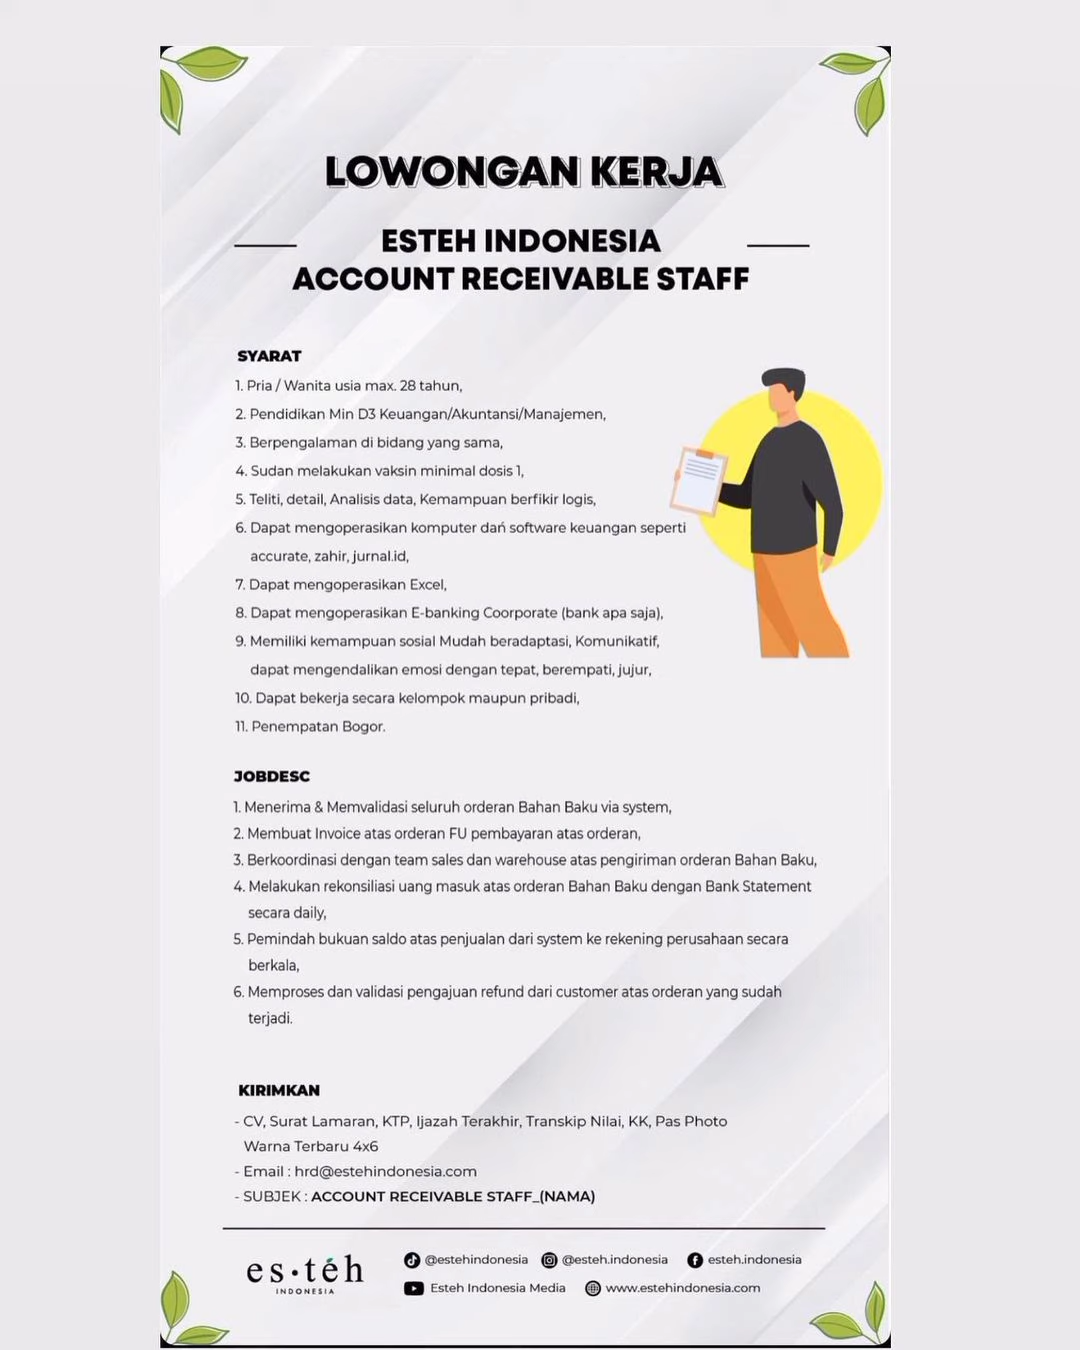 LOWONGAN KERJA
ESTEH INDONESIA
ACCOUNT RECEIVABLE STAFF
SYARAT
1. Pria / Wanita usia max. 28 tahun,
2. Pendidikan Min D3 Keuangan/Akuntansi/Manajemen,
3. Berpengalaman di bidang yang sama,
4. Sudan melakukan vaksin minimal dosis 1,
5. Teliti, detail, Analisis data, Kemampuan berfikir logis,
6. Dapat mengoperasikan komputer dań software keuangan seperti
accurate, zahir, jurnal.id,
7. Dapat mengoperasikan Excel,
8. Dapat mengoperasikan E-banking Coorporate (bank apa saja),
9. Memiliki kemampuan sosial Mudah beradaptasi, Komunikatif,
dapat mengendalikan emosi dengan tepat, berempati, jujur,
10. Dapat bekerja secara kelompok maupun pribadi,
11. Penempatan Bogor.
JOBDESC
1. Menerima & Memvalidasi seluruh orderan Bahan Baku via system,
2. Membuat Invoice atas orderan FU pembayaran atas orderan,
3. Berkoordinasi dengan team sales dan warehouse atas pengiriman orderan Bahan Baku,
4. Melakukan rekonsiliasi uang masuk atas orderan Bahan Baku dengan Bank Statement
secara daily,
5. Pemindah bukuan saldo atas penjualan dari system ke rekening perusahaan secara
berkala,
6. Memproses dan validasi pengajuan refund dari customer atas orderan yang sudah
terjadi.
KIRIMKAN
- CV, Surat Lamaran, KTP, Ijazah Terakhir, Transkip Nilai, KK, Pas Photo
Warna Terbaru 4x6
- Email : hrd@estehindonesia.com
- SUBJEK : ACCOUNT RECEIVABLE STAFF_(NAMA)
es·téh
INDONESIA
@estehindonesia @esteh.indonesia esteh.indonesia
Esteh Indonesia Media www.estehindonesia.com